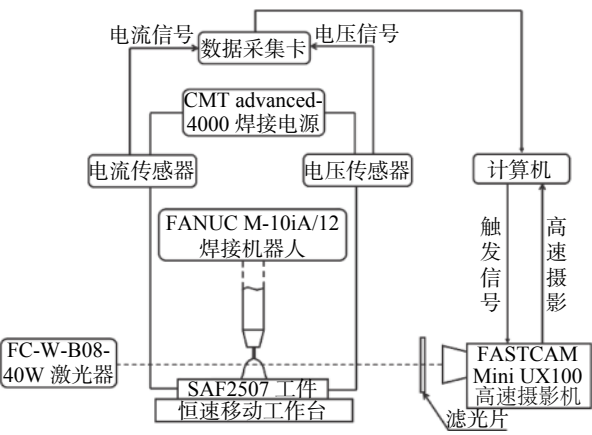 电流信号
电压信号
数据采集卡
CMT advanced-
4000 焊接电源
电流传感器
电压传感器
计算机
FANUC M-10iA/12
焊接机器人
触发信号
高速摄影
FC-W-B08-
40W 激光器
FASTCAM
Mini UX100
高速摄影机
SAF2507 工件
恒速移动工作台
滤光片